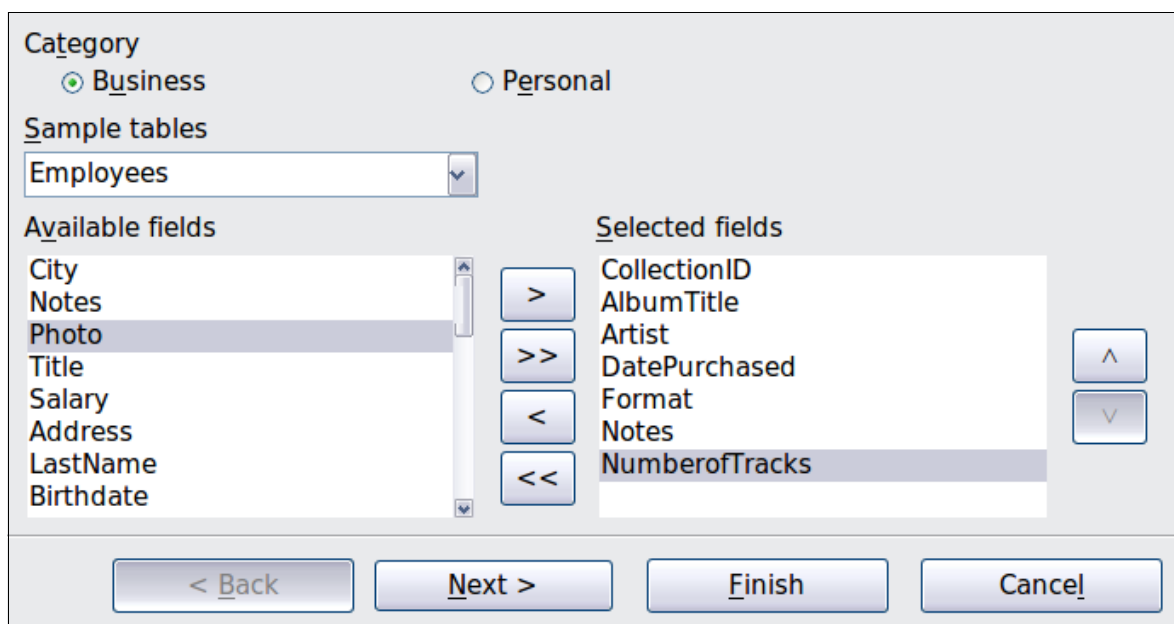 Category
Business Personal
Sample tables
Employees
Available fields Selected fields
City
Notes
Photo
Title
Salary
Address
LastName
Birthdate
>
>>
<
<<
CollectionID
AlbumTitle
Artist
DatePurchased
Format
Notes
NumberofTracks
^
v
< Back Next > Finish Cancel